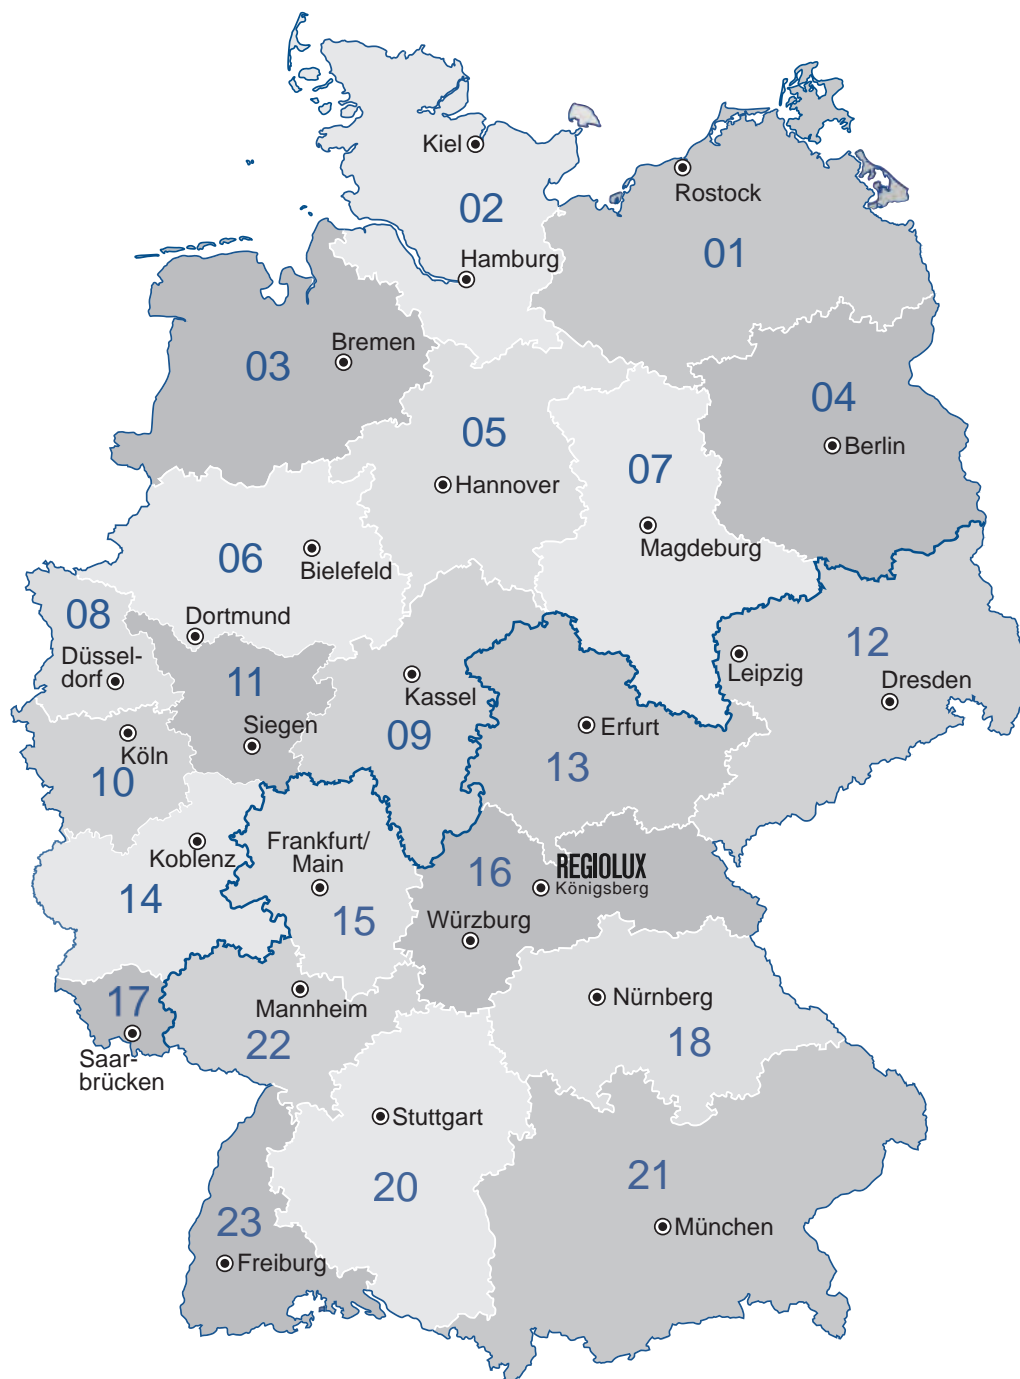 Kiel
Rostock
02
01
Hamburg
Bremen
03
04
05
Berlin
07
Hannover
Magdeburg
06
Bielefeld
08
Dortmund
12
Düssel-
dorf
11
Leipzig
Kassel
Dresden
Siegen
09
Erfurt
Köln
13
10
Frankfurt/
Main
Koblenz
REGIOLUX
Königsberg
16
14
15
Würzburg
17
Mannheim
Nürnberg
22
18
Saar-
brücken
Stuttgart
20
21
23
München
Freiburg